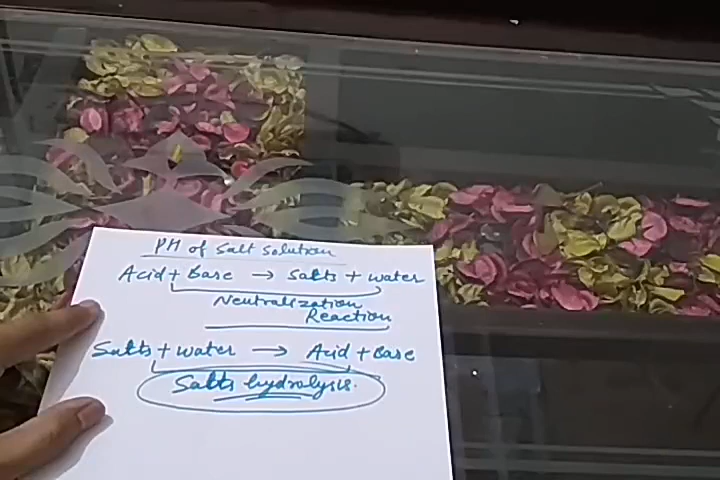 PH of Salt Solution
Acid + Base → Salts + water
Neutralization
Reaction
Salts + water → Acid + Base
Salts hydrolysis.